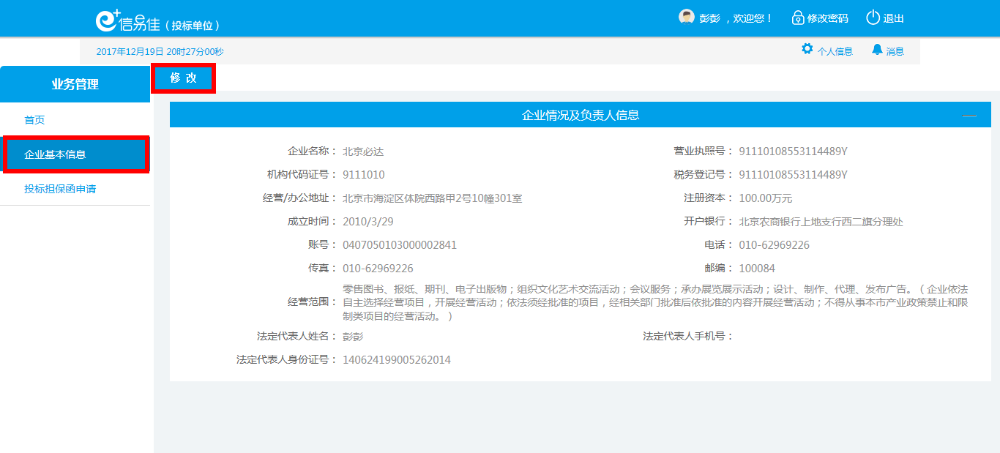 e+信易佳（投标单位）
彭彭 ，欢迎您！ 修改密码 退出
2017年12月19日 20时27分00秒 个人信息 消息
业务管理
修 改
首页
企业基本信息
投标担保函申请
企业情况及负责人信息
企业名称： 北京必达 营业执照号： 91110108553114489Y
机构代码证号： 9111010 税务登记号： 91110108553114489Y
经营/办公地址： 北京市海淀区体院西路甲2号10幢301室 注册资本： 100.00万元
成立时间： 2010/3/29 开户银行： 北京农商银行上地支行西二旗分理处
账号： 0407050103000002841 电话： 010-62969226
传真： 010-62969226 邮编： 100084
经营范围： 零售图书、报纸、期刊、电子出版物；组织文化艺术交流活动；会议服务；承办展览展示活动；设计、制作、代理、发布广告。（企业依法
自主选择经营项目，开展经营活动；依法须经批准的项目，经相关部门批准后依批准的内容开展经营活动；不得从事本市产业政策禁止和限
制类项目的经营活动。）
法定代表人姓名： 彭彭 法定代表人手机号：
法定代表人身份证号： 140624199005262014